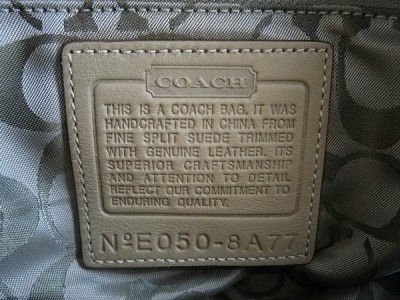 COACH
THIS IS A COACH BAG. IT WAS
HANDCRAFTED IN CHINA FROM
FINE SPLIT SUEDE TRIMMED
WITH GENUINE LEATHER. ITS
SUPERIOR CRAFTSMANSHIP
AND ATTENTION TO DETAIL
REFLECT OUR COMMITMENT TO
ENDURING QUALITY.
NºE050-8A77